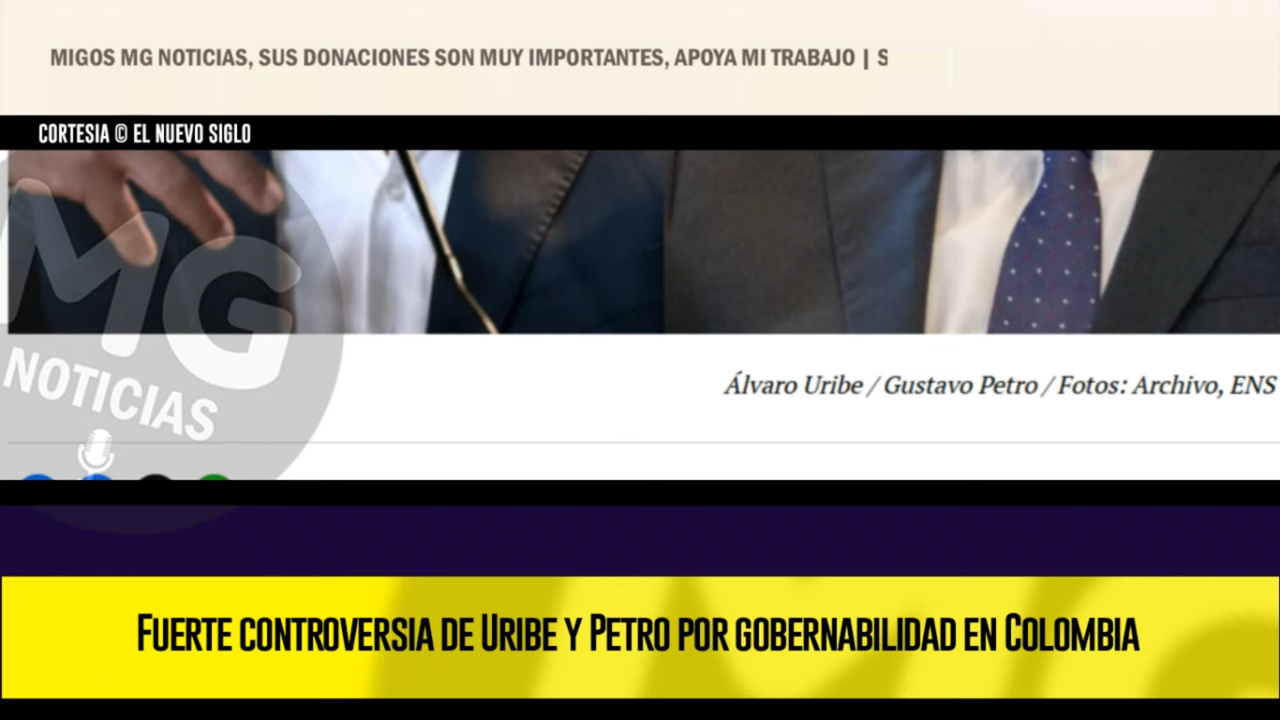 MIGOS MG NOTICIAS, SUS DONACIONES SON MUY IMPORTANTES, APOYA MI TRABAJO | S
CORTESIA © EL NUEVO SIGLO
MG
NOTICIAS
Álvaro Uribe / Gustavo Petro / Fotos: Archivo, ENS
FUERTE CONTROVERSIA DE URIBE Y PETRO POR GOBERNABILIDAD EN COLOMBIA